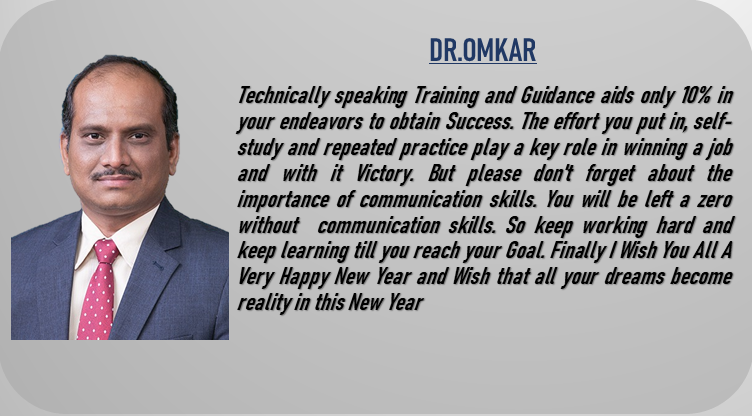 DR.OMKAR
Technically speaking Training and Guidance aids only 10% in
your endeavors to obtain Success. The effort you put in, self-
study and repeated practice play a key role in winning a job
and with it Victory. But please don't forget about the
importance of communication skills. You will be left a zero
without communication skills. So keep working hard and
keep learning till you reach your Goal. Finally I Wish You All A
Very Happy New Year and Wish that all your dreams become
reality in this New Year